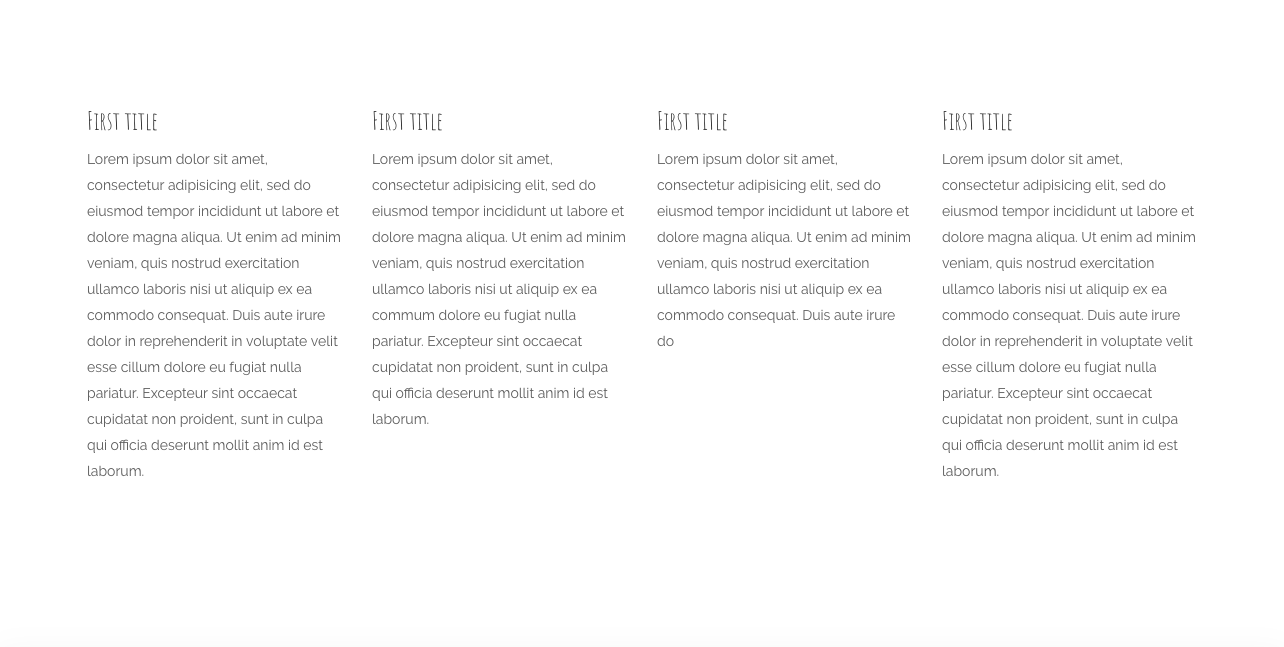 First title
Lorem ipsum dolor sit amet,
consectetur adipisicing elit, sed do
eiusmod tempor incididunt ut labore et
dolore magna aliqua. Ut enim ad minim
veniam, quis nostrud exercitation
ullamco laboris nisi ut aliquip ex ea
commodo consequat. Duis aute irure
dolor in reprehenderit in voluptate velit
esse cillum dolore eu fugiat nulla
pariatur. Excepteur sint occaecat
cupidatat non proident, sunt in culpa
qui officia deserunt mollit anim id est
laborum.
First title
Lorem ipsum dolor sit amet,
consectetur adipisicing elit, sed do
eiusmod tempor incididunt ut labore et
dolore magna aliqua. Ut enim ad minim
veniam, quis nostrud exercitation
ullamco laboris nisi ut aliquip ex ea
commum dolore eu fugiat nulla
pariatur. Excepteur sint occaecat
cupidatat non proident, sunt in culpa
qui officia deserunt mollit anim id est
laborum.
First title
Lorem ipsum dolor sit amet,
consectetur adipisicing elit, sed do
eiusmod tempor incididunt ut labore et
dolore magna aliqua. Ut enim ad minim
veniam, quis nostrud exercitation
ullamco laboris nisi ut aliquip ex ea
commodo consequat. Duis aute irure
do
First title
Lorem ipsum dolor sit amet,
consectetur adipisicing elit, sed do
eiusmod tempor incididunt ut labore et
dolore magna aliqua. Ut enim ad minim
veniam, quis nostrud exercitation
ullamco laboris nisi ut aliquip ex ea
commodo consequat. Duis aute irure
dolor in reprehenderit in voluptate velit
esse cillum dolore eu fugiat nulla
pariatur. Excepteur sint occaecat
cupidatat non proident, sunt in culpa
qui officia deserunt mollit anim id est
laborum.